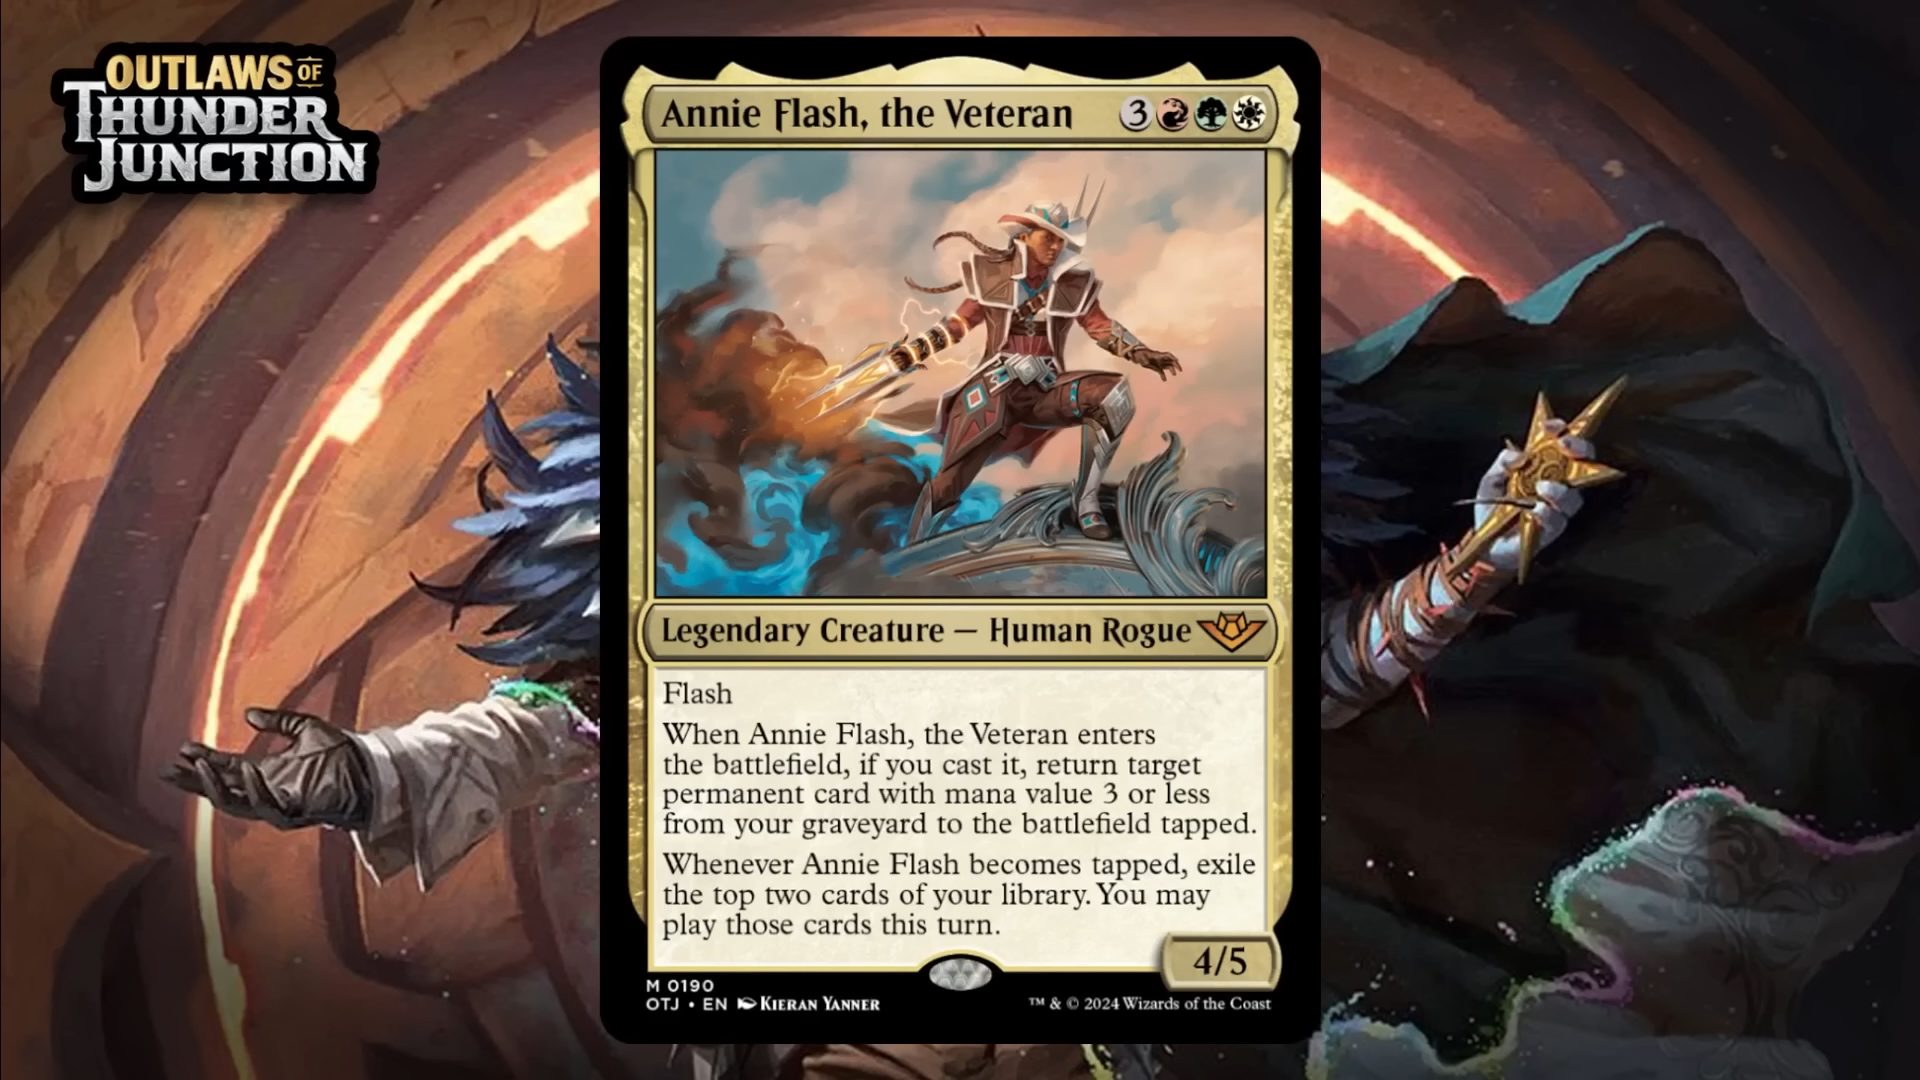 OUTLAWS OF
THUNDER
JUNCTION
Annie Flash, the Veteran 3
Legendary Creature — Human Rogue
Flash
When Annie Flash, the Veteran enters
the battlefield, if you cast it, return target
permanent card with mana value 3 or less
from your graveyard to the battlefield tapped.
Whenever Annie Flash becomes tapped, exile
the top two cards of your library. You may
play those cards this turn.
4/5
M 0190
OTJ • EN KIERAN YANNER
™ & © 2024 Wizards of the Coast